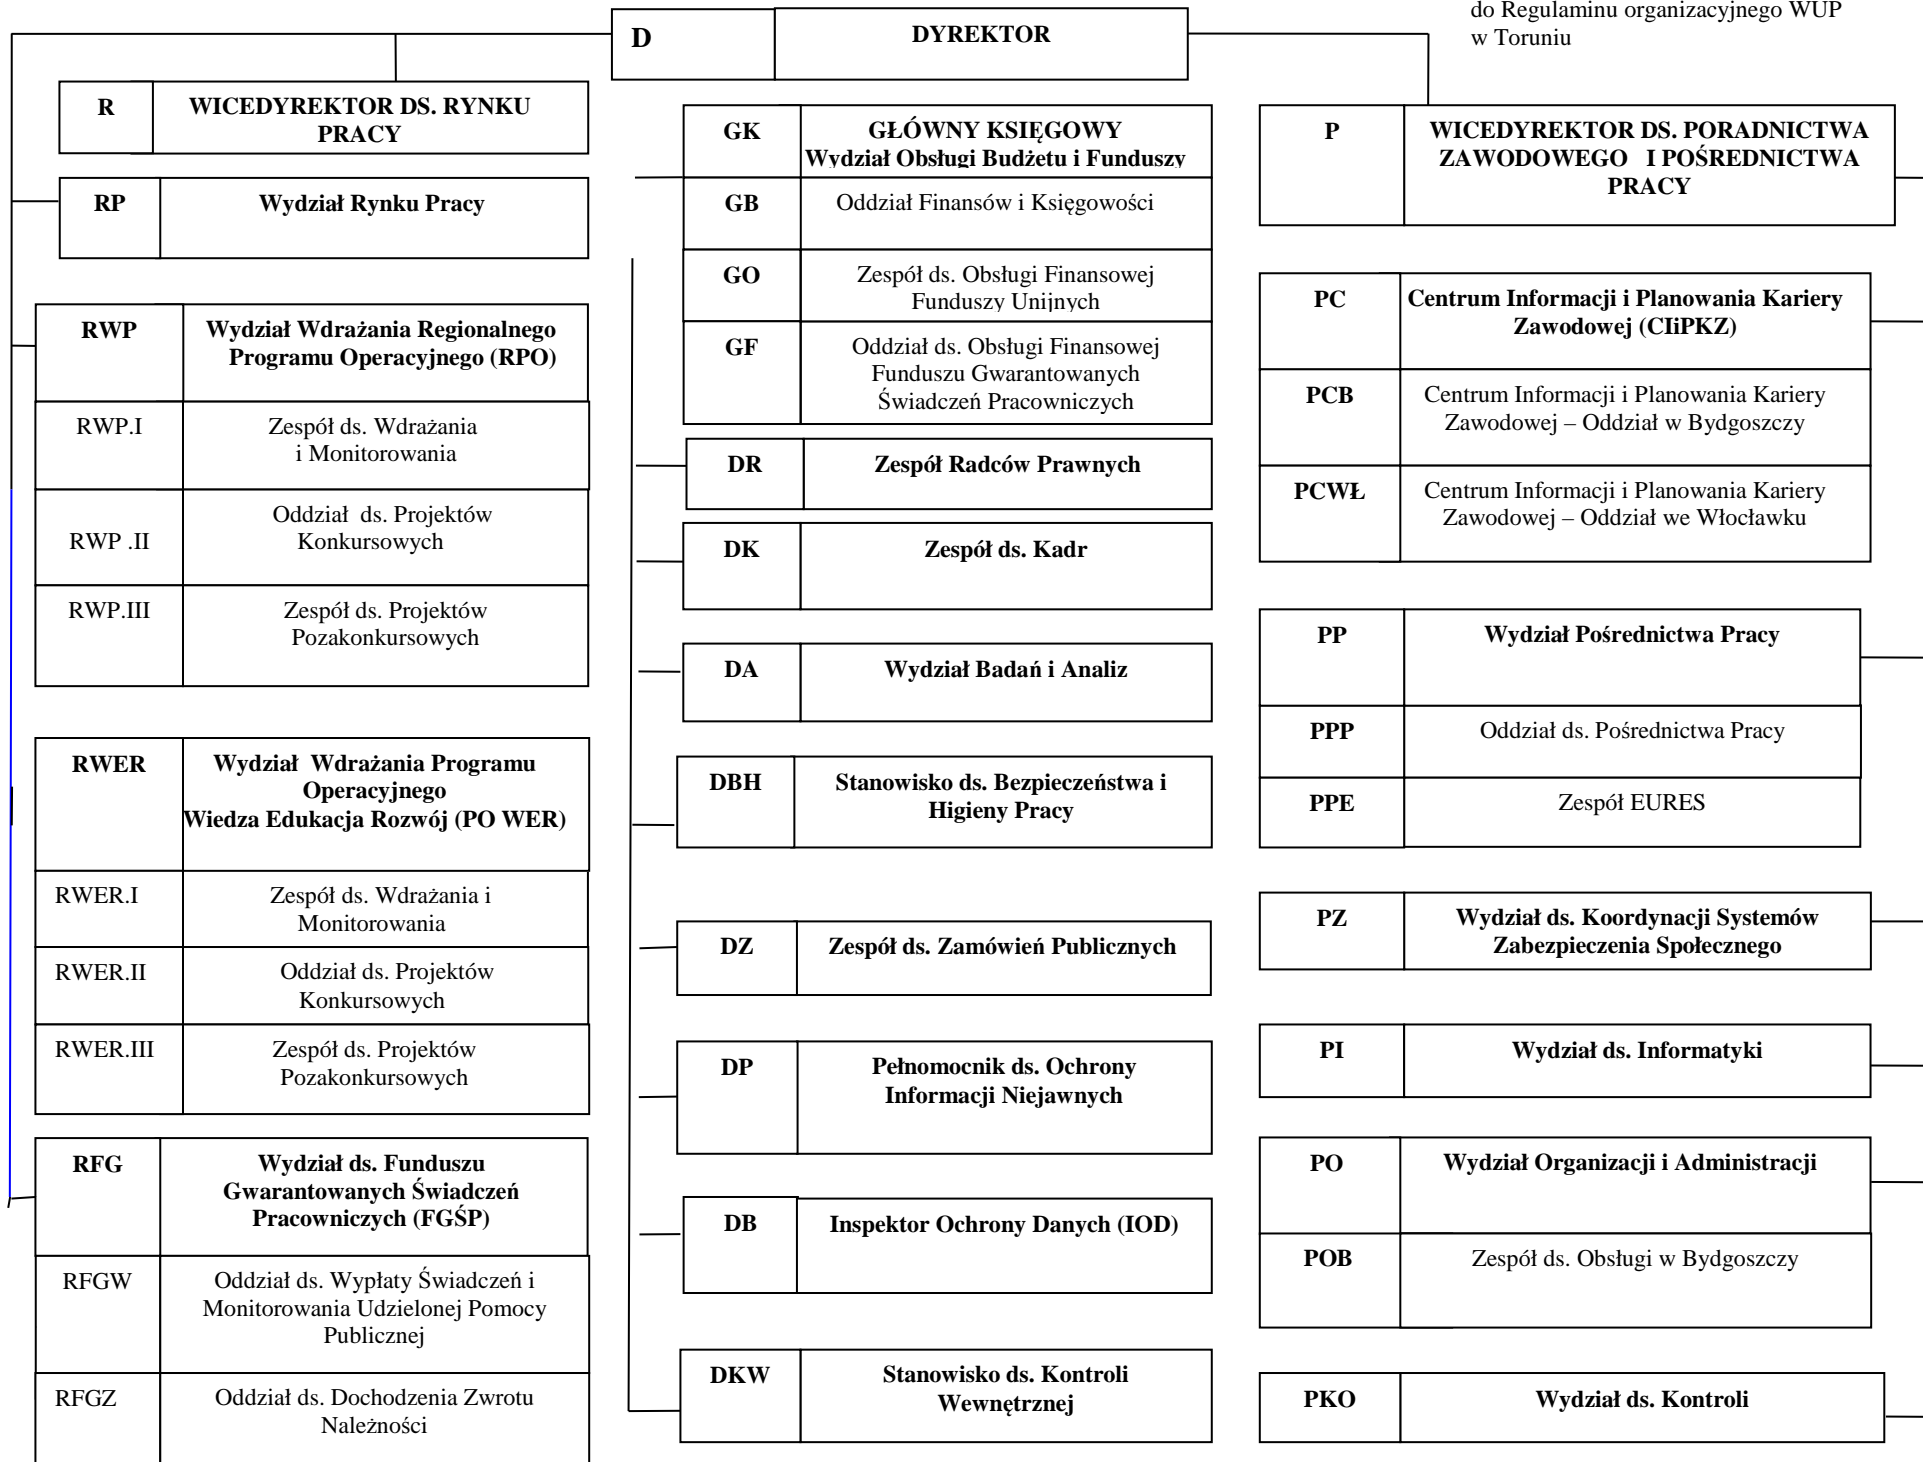 do Regulaminu organizacyjnego WUP
w Toruniu
D DYREKTOR
R WICEDYREKTOR DS. RYNKU
PRACY
RP Wydział Rynku Pracy
RWP Wydział Wdrażania Regionalnego
Programu Operacyjnego (RPO)
RWP.I Zespół ds. Wdrażania
i Monitorowania
Oddział ds. Projektów
RWP .II Konkursowych
RWP.III Zespół ds. Projektów
Pozakonkursowych
RWER Wydział Wdrażania Programu
Operacyjnego
Wiedza Edukacja Rozwój (PO WER)
RWER.I Zespół ds. Wdrażania i
Monitorowania
RWER.II Oddział ds. Projektów
Konkursowych
RWER.III Zespół ds. Projektów
Pozakonkursowych
RFG Wydział ds. Funduszu
Gwarantowanych Świadczeń
Pracowniczych (FGŚP)
RFGW Oddział ds. Wypłaty Świadczeń i
Monitorowania Udzielonej Pomocy
Publicznej
RFGZ Oddział ds. Dochodzenia Zwrotu
Należności
GK GŁÓWNY KSIĘGOWY
Wydział Obsługi Budżetu i Funduszy
GB Oddział Finansów i Księgowości
GO Zespół ds. Obsługi Finansowej
Funduszy Unijnych
GF Oddział ds. Obsługi Finansowej
Funduszu Gwarantowanych
Świadczeń Pracowniczych
DR Zespół Radców Prawnych
DK Zespół ds. Kadr
DA Wydział Badań i Analiz
DBH Stanowisko ds. Bezpieczeństwa i
Higieny Pracy
DZ Zespół ds. Zamówień Publicznych
DP Pełnomocnik ds. Ochrony
Informacji Niejawnych
DB Inspektor Ochrony Danych (IOD)
DKW Stanowisko ds. Kontroli
Wewnętrznej
P WICEDYREKTOR DS. PORADNICTWA
ZAWODOWEGO I POŚREDNICTWA
PRACY
PC Centrum Informacji i Planowania Kariery
Zawodowej (CIiPKZ)
PCB Centrum Informacji i Planowania Kariery
Zawodowej – Oddział w Bydgoszczy
PCWŁ Centrum Informacji i Planowania Kariery
Zawodowej – Oddział we Włocławku
PP Wydział Pośrednictwa Pracy
PPP Oddział ds. Pośrednictwa Pracy
PPE Zespół EURES
PZ Wydział ds. Koordynacji Systemów
Zabezpieczenia Społecznego
PI Wydział ds. Informatyki
PO Wydział Organizacji i Administracji
POB Zespół ds. Obsługi w Bydgoszczy
PKO Wydział ds. Kontroli